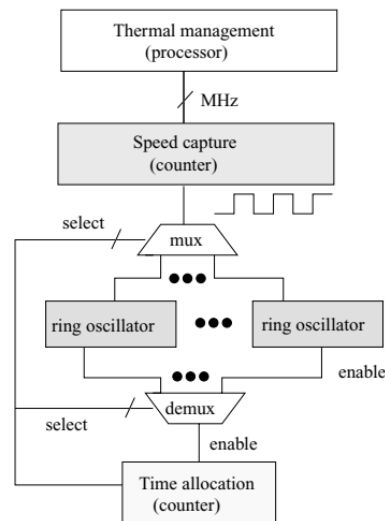 Thermal management
(processor)
MHz
Speed capture
(counter)
select
mux
ring oscillator
ring oscillator
enable
demux
select
enable
Time allocation
(counter)